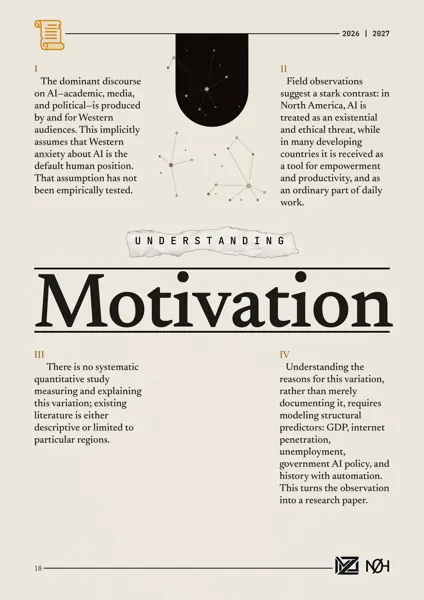 2026 | 2027
I
The dominant discourse
on AI—academic, media,
and political—is produced
by and for Western
audiences. This implicitly
assumes that Western
anxiety about AI is the
default human position.
That assumption has not
been empirically tested.
II
Field observations
suggest a stark contrast: in
North America, AI is
treated as an existential
and ethical threat, while
in many developing
countries it is received as
a tool for empowerment
and productivity, and as
an ordinary part of daily
work.
UNDERSTANDING
Motivation
III
There is no systematic
quantitative study
measuring and explaining
this variation; existing
literature is either
descriptive or limited to
particular regions.
IV
Understanding the
reasons for this variation,
rather than merely
documenting it, requires
modeling structural
predictors: GDP, internet
penetration,
unemployment,
government AI policy, and
history with automation.
This turns the observation
into a research paper.
18
NØH